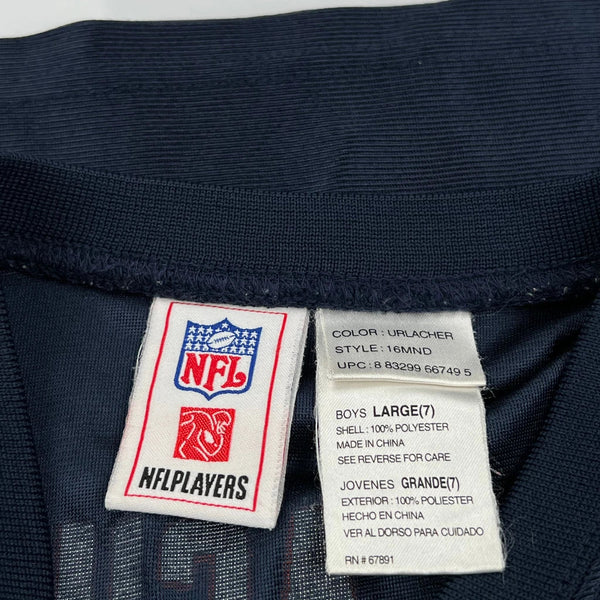 NFL
NFLPLAYERS
COLOR : URLACHER
STYLE : 16MND
UPC : 8 83299 66749 5
BOYS LARGE(7)
SHELL : 100% POLYESTER
MADE IN CHINA
SEE REVERSE FOR CARE
JOVENES GRANDE(7)
EXTERIOR : 100% POLIESTER
HECHO EN CHINA
VER AL DORSO PARA CUIDADO
RN # 67891